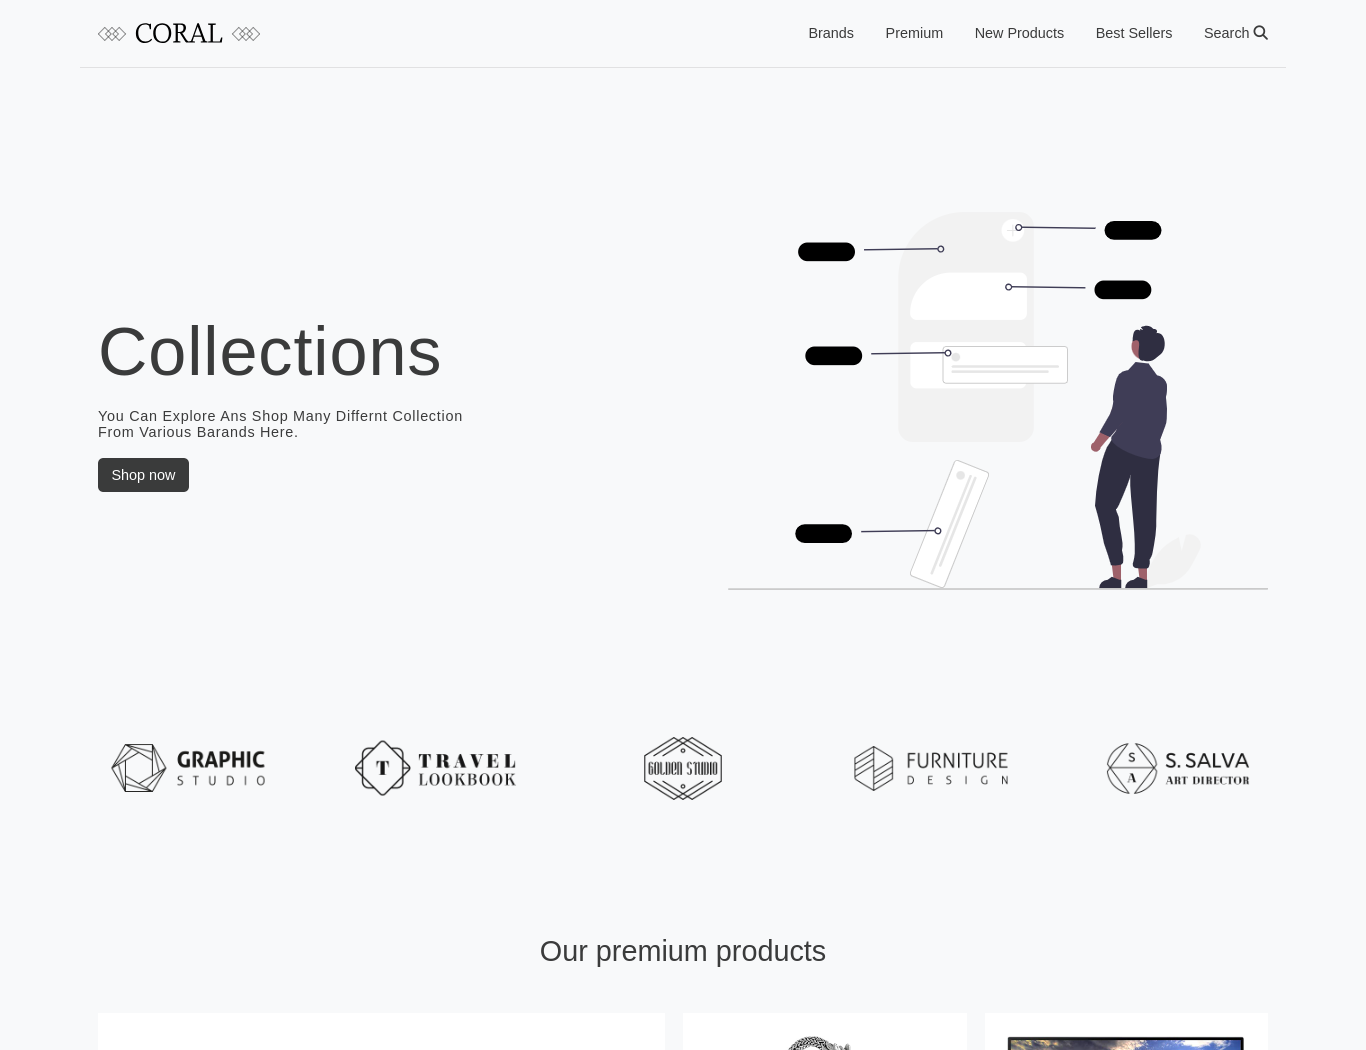 CORAL
Brands Premium New Products Best Sellers Search
Collections
You Can Explore Ans Shop Many Differnt Collection
From Various Barands Here.
Shop now
GRAPHIC
STUDIO
T
TRAVEL
LOOKBOOK
GOLDEN STUDIO
FURNITURE
DESIGN
S
A
S. SALVA
ART DIRECTOR
Our premium products